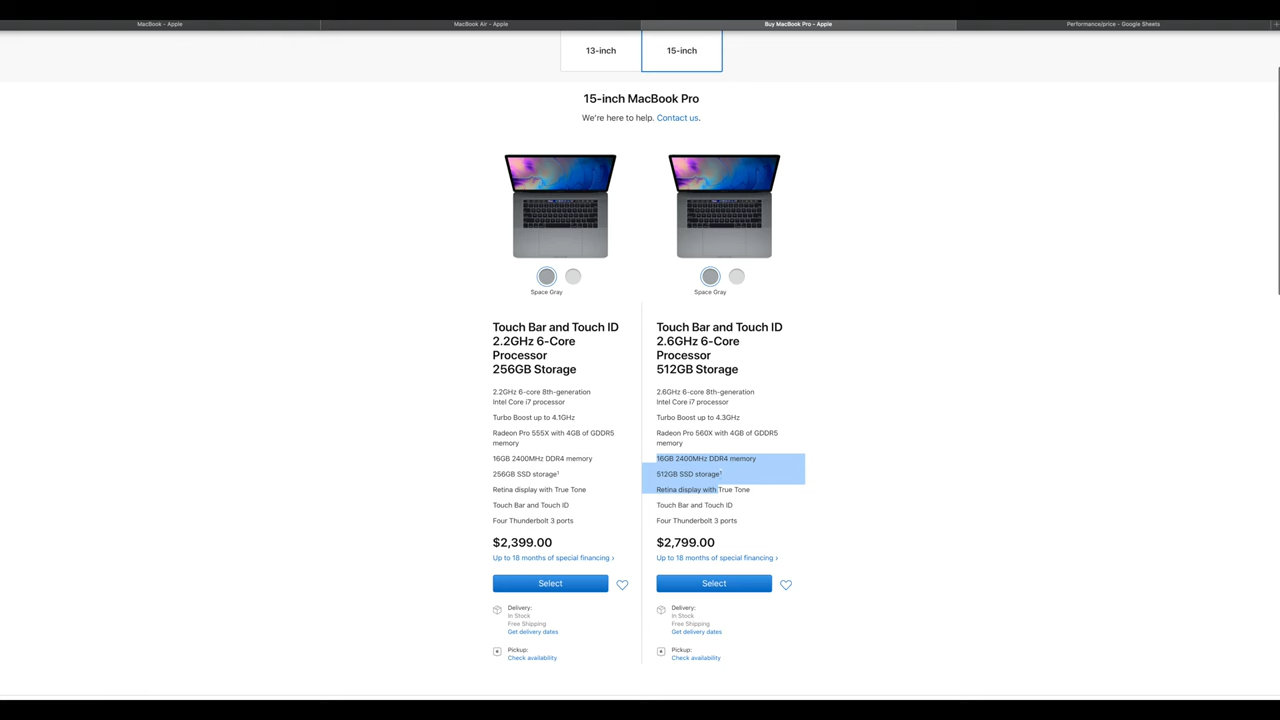 MacBook - Apple
MacBook Air - Apple
Buy MacBook Pro - Apple
Performance/price - Google Sheets
13-inch
15-inch
15-inch MacBook Pro
We're here to help. Contact us.
Space Gray
Space Gray
Touch Bar and Touch ID
2.2GHz 6-Core
Processor
256GB Storage
2.2GHz 6-core 8th-generation
Intel Core i7 processor
Turbo Boost up to 4.1GHz
Radeon Pro 555X with 4GB of GDDR5
memory
16GB 2400MHz DDR4 memory
256GB SSD storage¹
Retina display with True Tone
Touch Bar and Touch ID
Four Thunderbolt 3 ports
$2,399.00
Up to 18 months of special financing ›
Select
Delivery:
In Stock
Free Shipping
Get delivery dates
Pickup:
Check availability
Touch Bar and Touch ID
2.6GHz 6-Core
Processor
512GB Storage
2.6GHz 6-core 8th-generation
Intel Core i7 processor
Turbo Boost up to 4.3GHz
Radeon Pro 560X with 4GB of GDDR5
memory
16GB 2400MHz DDR4 memory
512GB SSD storage¹
Retina display with True Tone
Touch Bar and Touch ID
Four Thunderbolt 3 ports
$2,799.00
Up to 18 months of special financing ›
Select
Delivery:
In Stock
Free Shipping
Get delivery dates
Pickup:
Check availability